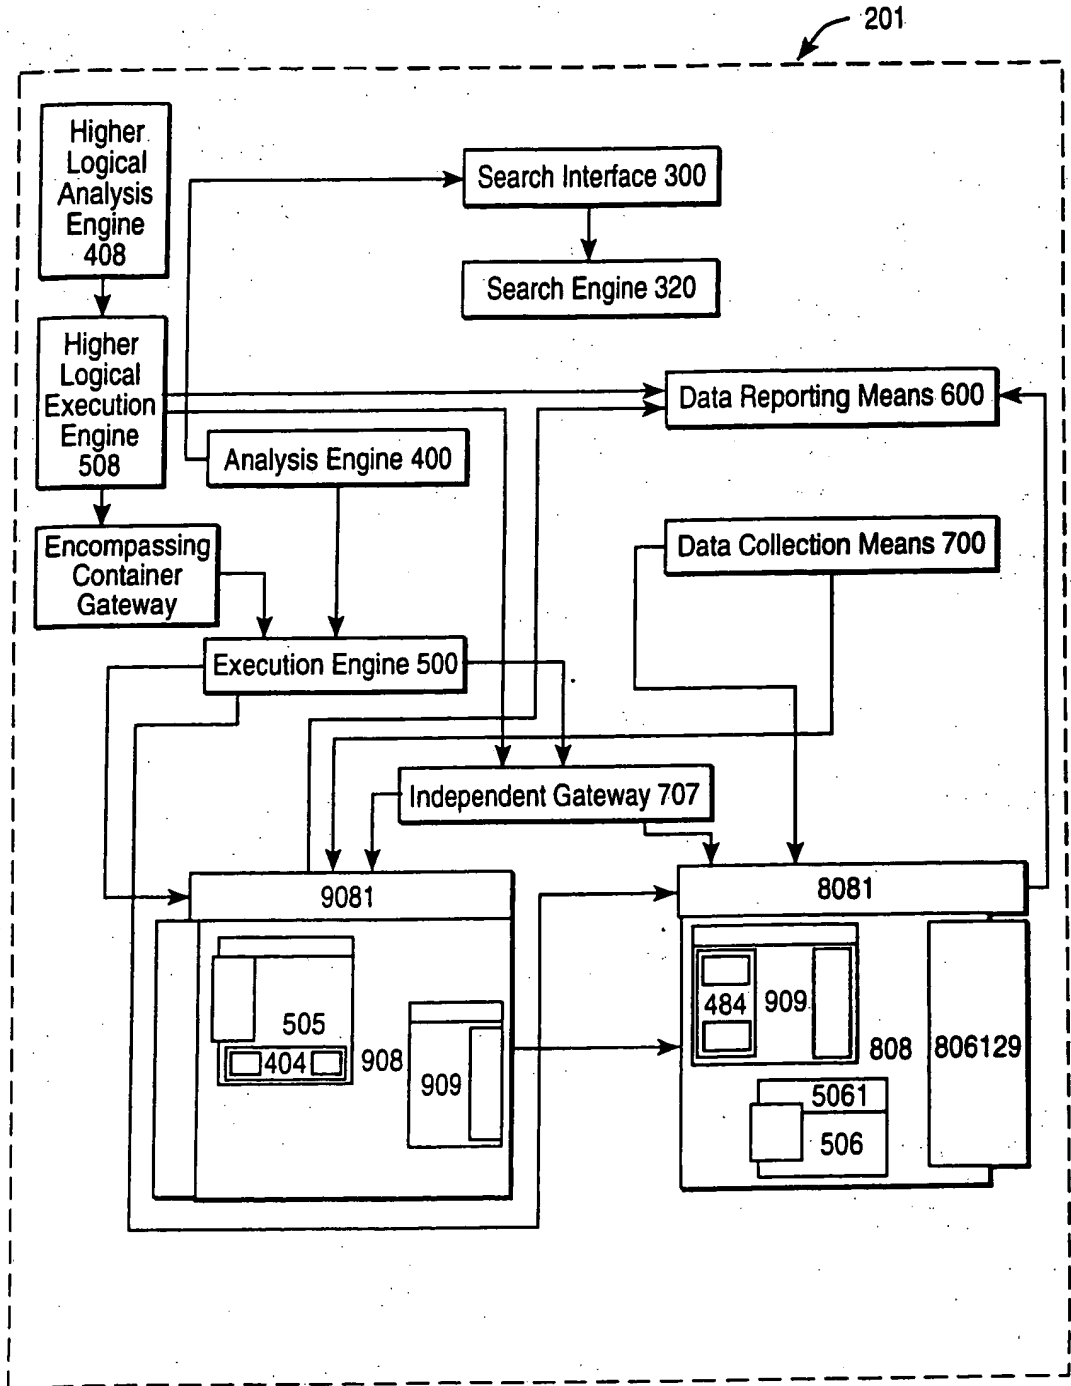 201
Higher
Logical
Analysis
Engine
408
Search Interface 300
Search Engine 320
Higher
Logical
Execution
Engine
508
Data Reporting Means 600
Analysis Engine 400
Data Collection Means 700
Encompassing
Container
Gateway
Execution Engine 500
Independent Gateway 707
9081
8081
505
404
908
909
484
909
808
806129
5061
506